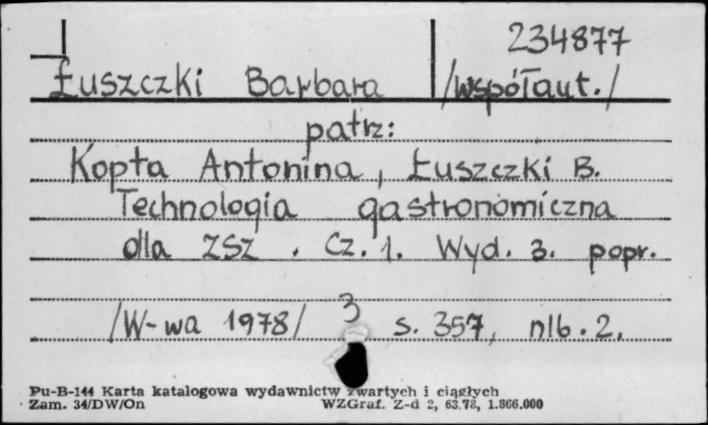 234877
Łuszczki Barbara /współaut./
patrz:
Kopta Antonina, Łuszczki B.
Technologia gastronomiczna
dla ZSZ. Cz. 1. Wyd. 3. popr.
3
/W-wa 1978/ s. 357, nlb. 2.
Pu-B-144 Karta katalogowa wydawnictw zwartych i ciągłych
Zam. 34/DW/On WZGraf. Z-d 2, 63.78, 1.866.000